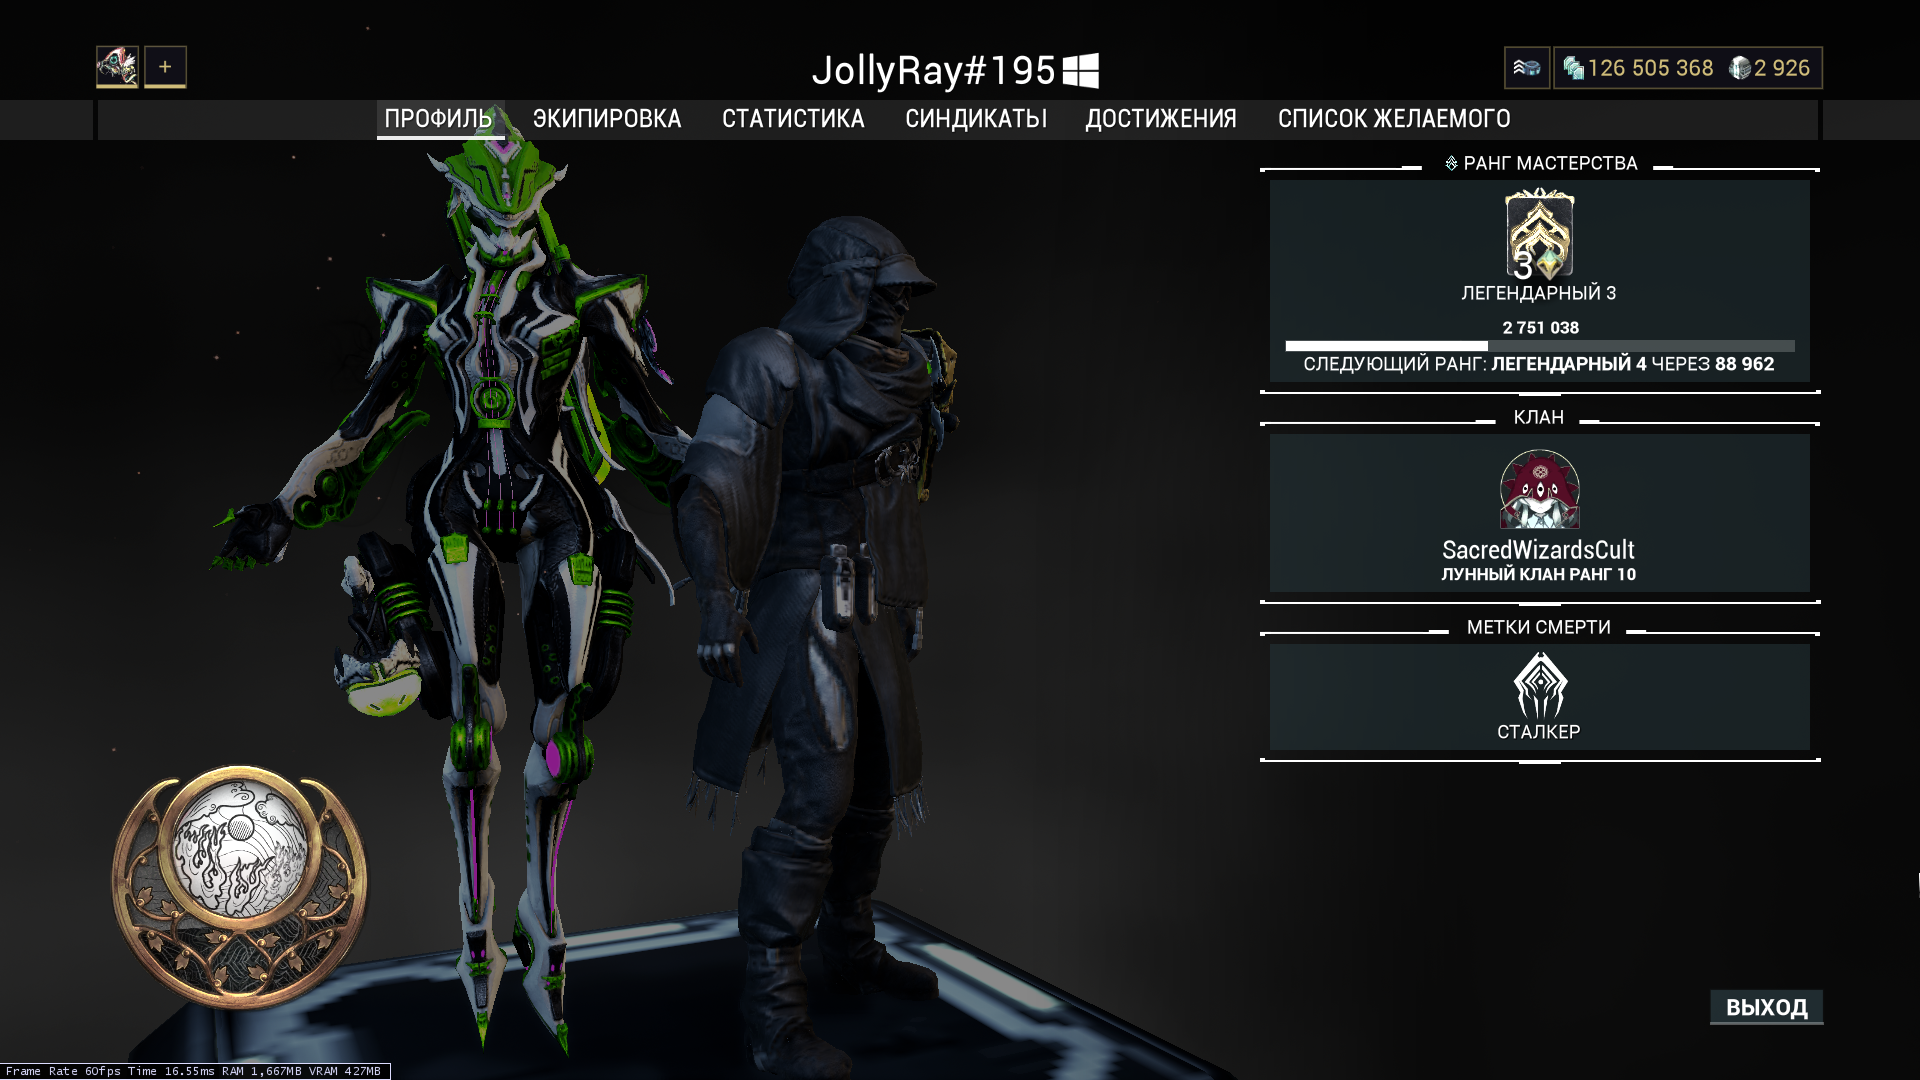 JollyRay#195
+
126 505 368
2 926
ПРОФИЛЬ
ЭКИПИРОВКА
СТАТИСТИКА
СИНДИКАТЫ
ДОСТИЖЕНИЯ
СПИСОК ЖЕЛАЕМОГО
РАНГ МАСТЕРСТВА
3
ЛЕГЕНДАРНЫЙ 3
2 751 038
СЛЕДУЮЩИЙ РАНГ: ЛЕГЕНДАРНЫЙ 4 ЧЕРЕЗ 88 962
КЛАН
SacredWizardsCult
ЛУННЫЙ КЛАН РАНГ 10
МЕТКИ СМЕРТИ
СТАЛКЕР
ВЫХОД
Frame Rate 60fps Time 16.55ms RAM 1,667MB VRAM 427MB